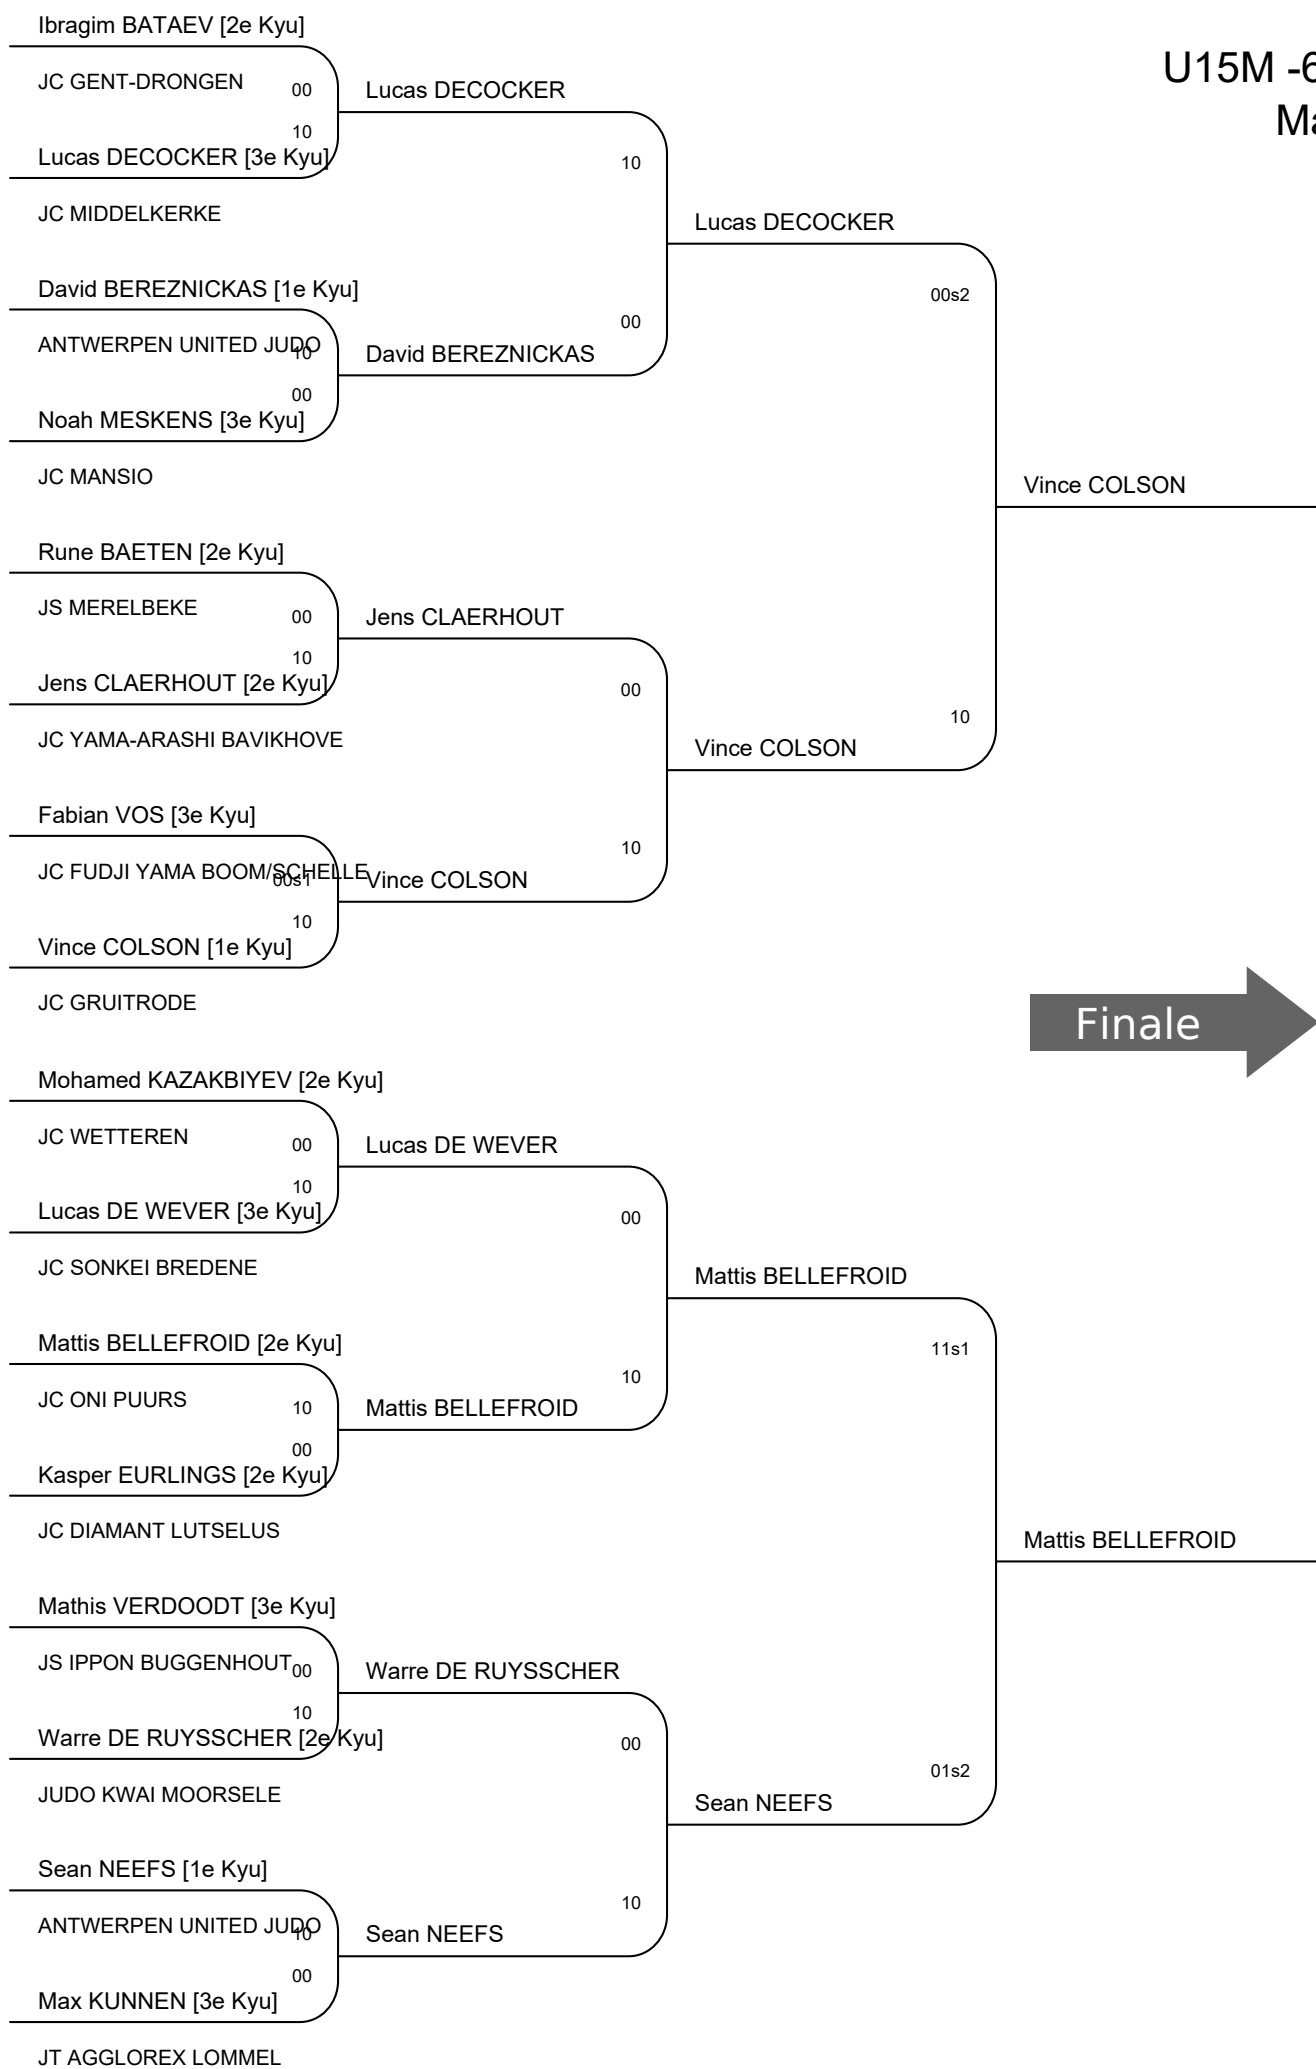 Ibragim BATAEV [2e Kyu]
JC GENT-DRONGEN
00
10
Lucas DECOCKER [3e Kyu]
JC MIDDELKERKE
David BEREZNICKAS [1e Kyu]
ANTWERPEN UNITED JUDO
10
00
Noah MESKENS [3e Kyu]
JC MANSIO
Rune BAETEN [2e Kyu]
JS MERELBEKE
00
10
Jens CLAERHOUT [2e Kyu]
JC YAMA-ARASHI BAVIKHOVE
Fabian VOS [3e Kyu]
JC FUDJI YAMA BOOM/SCHELLE
00s1
10
Vince COLSON [1e Kyu]
JC GRUITRODE
Mohamed KAZAKBIYEV [2e Kyu]
JC WETTEREN
00
10
Lucas DE WEVER [3e Kyu]
JC SONKEI BREDENE
Mattis BELLEFROID [2e Kyu]
JC ONI PUURS
10
00
Kasper EURLINGS [2e Kyu]
JC DIAMANT LUTSELUS
Mathis VERDOODT [3e Kyu]
JS IPPON BUGGENHOUT
00
10
Warre DE RUYSSCHER [2e Kyu]
JUDO KWAI MOORSELE
Sean NEEFS [1e Kyu]
ANTWERPEN UNITED JUDO
10
00
Max KUNNEN [3e Kyu]
JT AGGLOREX LOMMEL
Lucas DECOCKER
10
00
David BEREZNICKAS
Jens CLAERHOUT
00
10
Vince COLSON
Lucas DE WEVER
00
10
Mattis BELLEFROID
Warre DE RUYSSCHER
00
10
Sean NEEFS
Lucas DECOCKER
00s2
10
Vince COLSON
Mattis BELLEFROID
11s1
01s2
Sean NEEFS
U15M -6
Ma
Vince COLSON
Finale
Mattis BELLEFROID